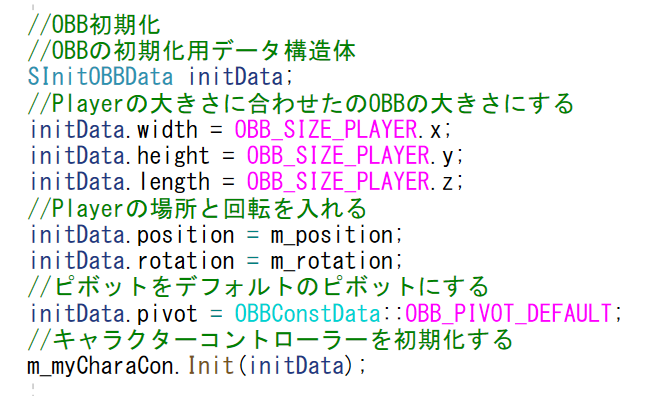 //OBB初期化
//OBBの初期化用データ構造体
SInitOBBData initData;
//Playerの大きさに合わせたのOBBの大きさにする
initData.width = OBB_SIZE_PLAYER.x;
initData.height = OBB_SIZE_PLAYER.y;
initData.length = OBB_SIZE_PLAYER.z;
//Playerの場所と回転を入れる
initData.position = m_position;
initData.rotation = m_rotation;
//ピボットをデフォルトのピボットにする
initData.pivot = OBBConstData::OBB_PIVOT_DEFAULT;
//キャラクターコントローラーを初期化する
m_myCharaCon.Init(initData);